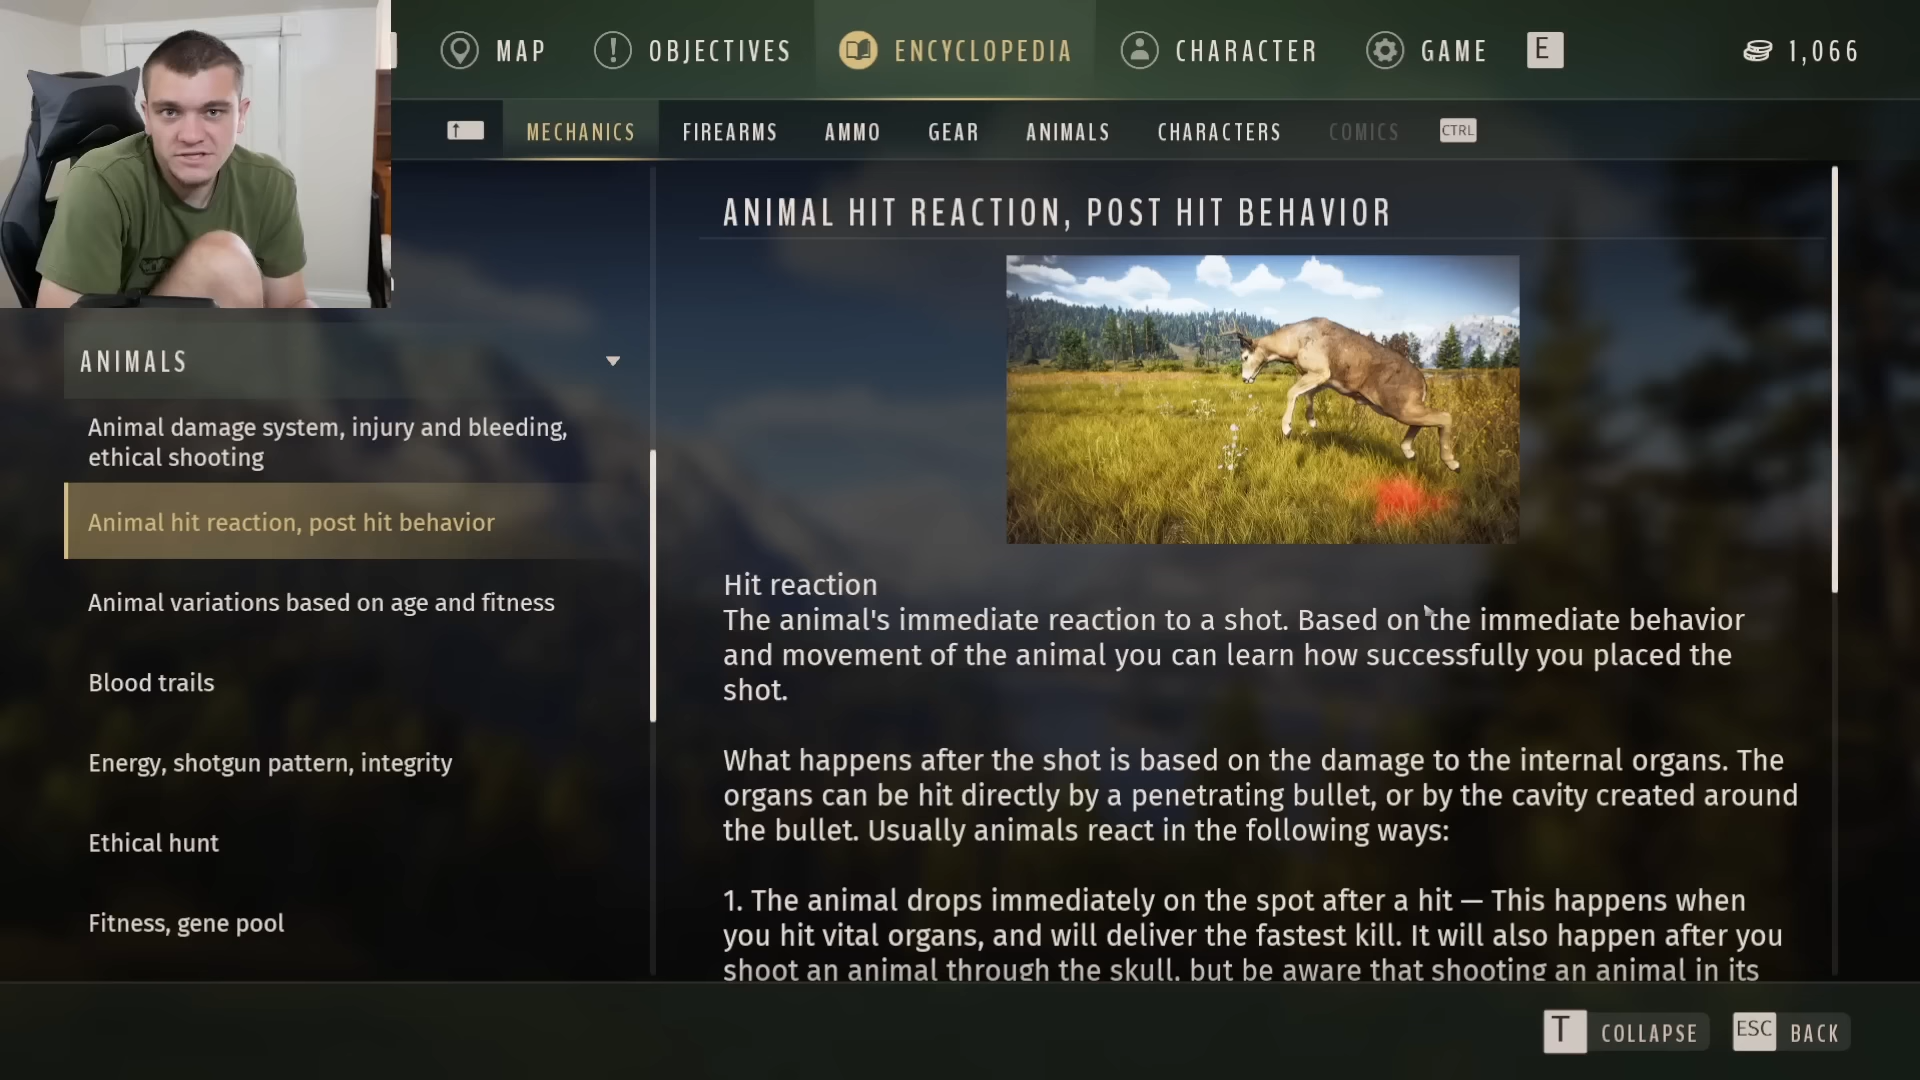 MAP
OBJECTIVES
ENCYCLOPEDIA
CHARACTER
GAME
E
1,066
MECHANICS
FIREARMS
AMMO
GEAR
ANIMALS
CHARACTERS
COMICS
CTRL
ANIMALS
Animal damage system, injury and bleeding,
ethical shooting
Animal hit reaction, post hit behavior
Animal variations based on age and fitness
Blood trails
Energy, shotgun pattern, integrity
Ethical hunt
Fitness, gene pool
ANIMAL HIT REACTION, POST HIT BEHAVIOR
Hit reaction
The animal's immediate reaction to a shot. Based on the immediate behavior
and movement of the animal you can learn how successfully you placed the
shot.
What happens after the shot is based on the damage to the internal organs. The
organs can be hit directly by a penetrating bullet, or by the cavity created around
the bullet. Usually animals react in the following ways:
1. The animal drops immediately on the spot after a hit — This happens when
you hit vital organs, and will deliver the fastest kill. It will also happen after you
shoot an animal through the skull, but be aware that shooting an animal in its
T COLLAPSE
ESC BACK